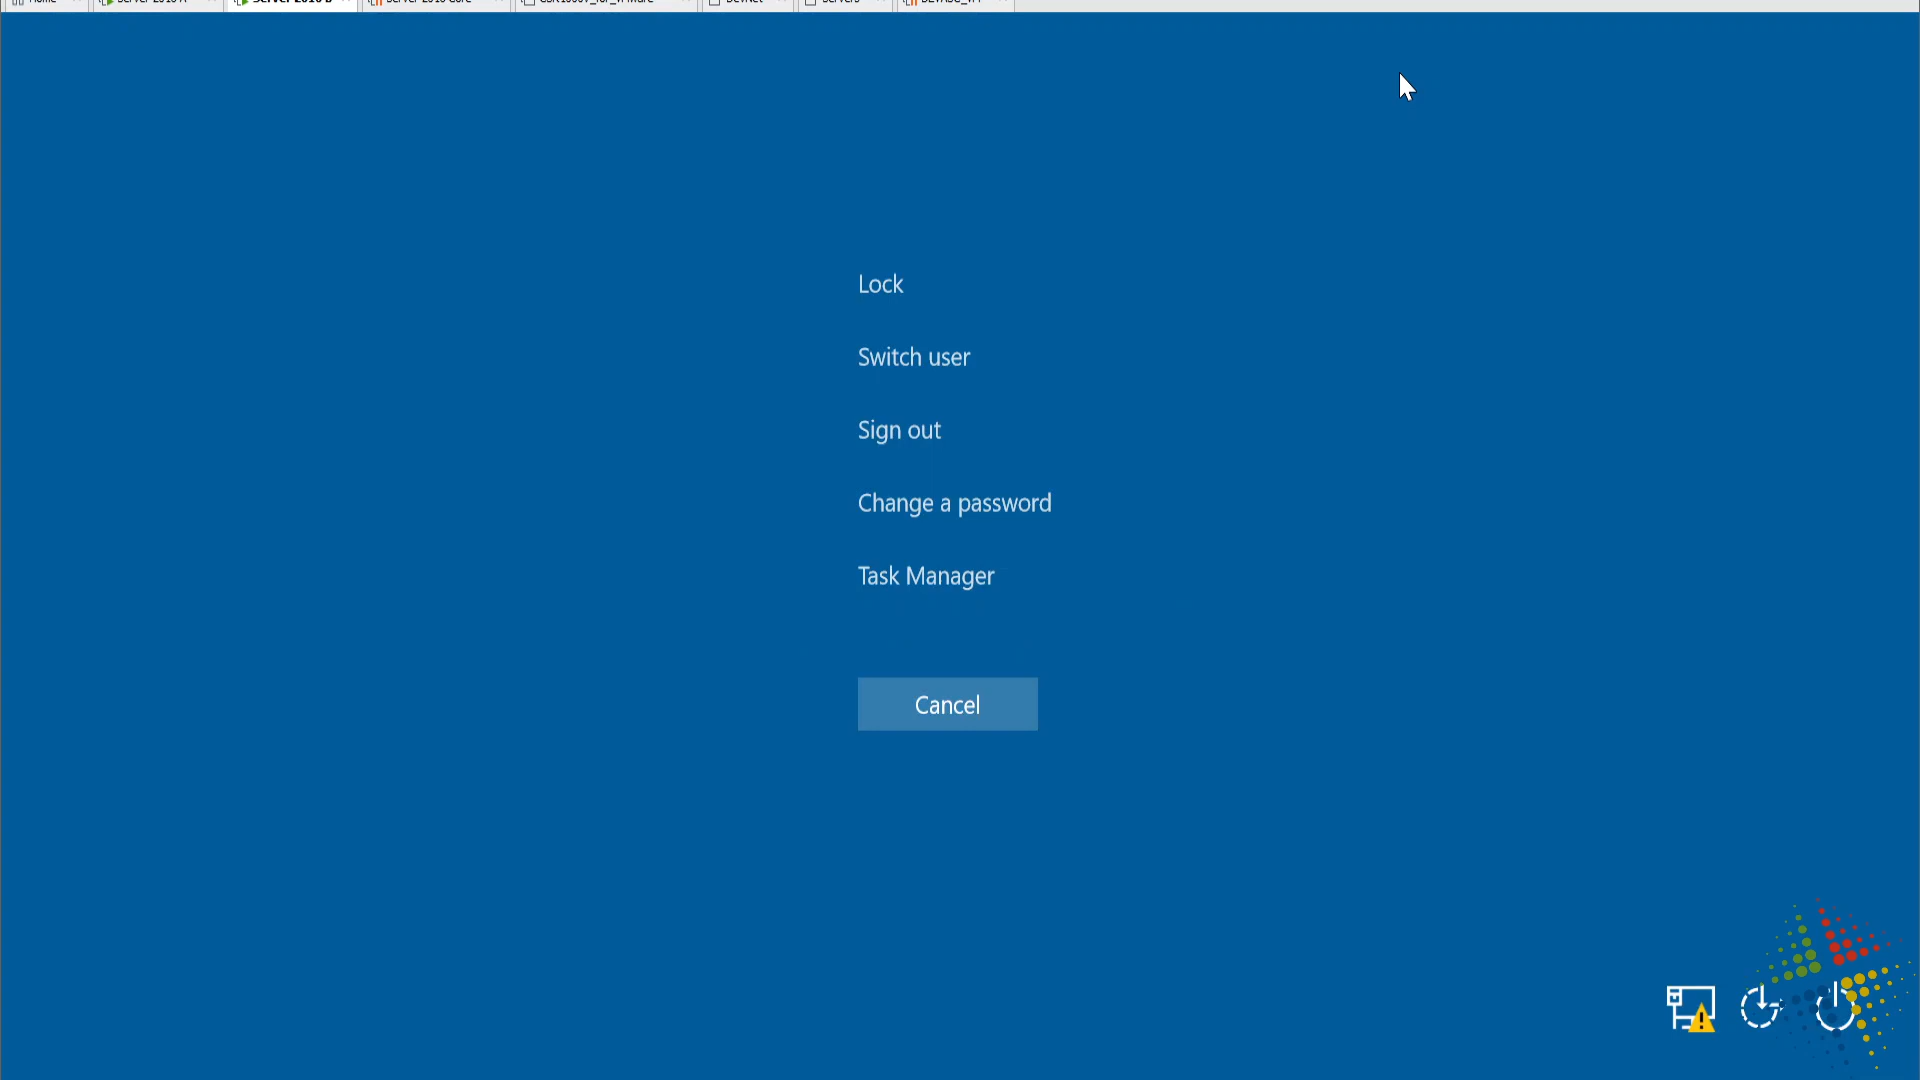 Lock
Switch user
Sign out
Change a password
Task Manager
Cancel